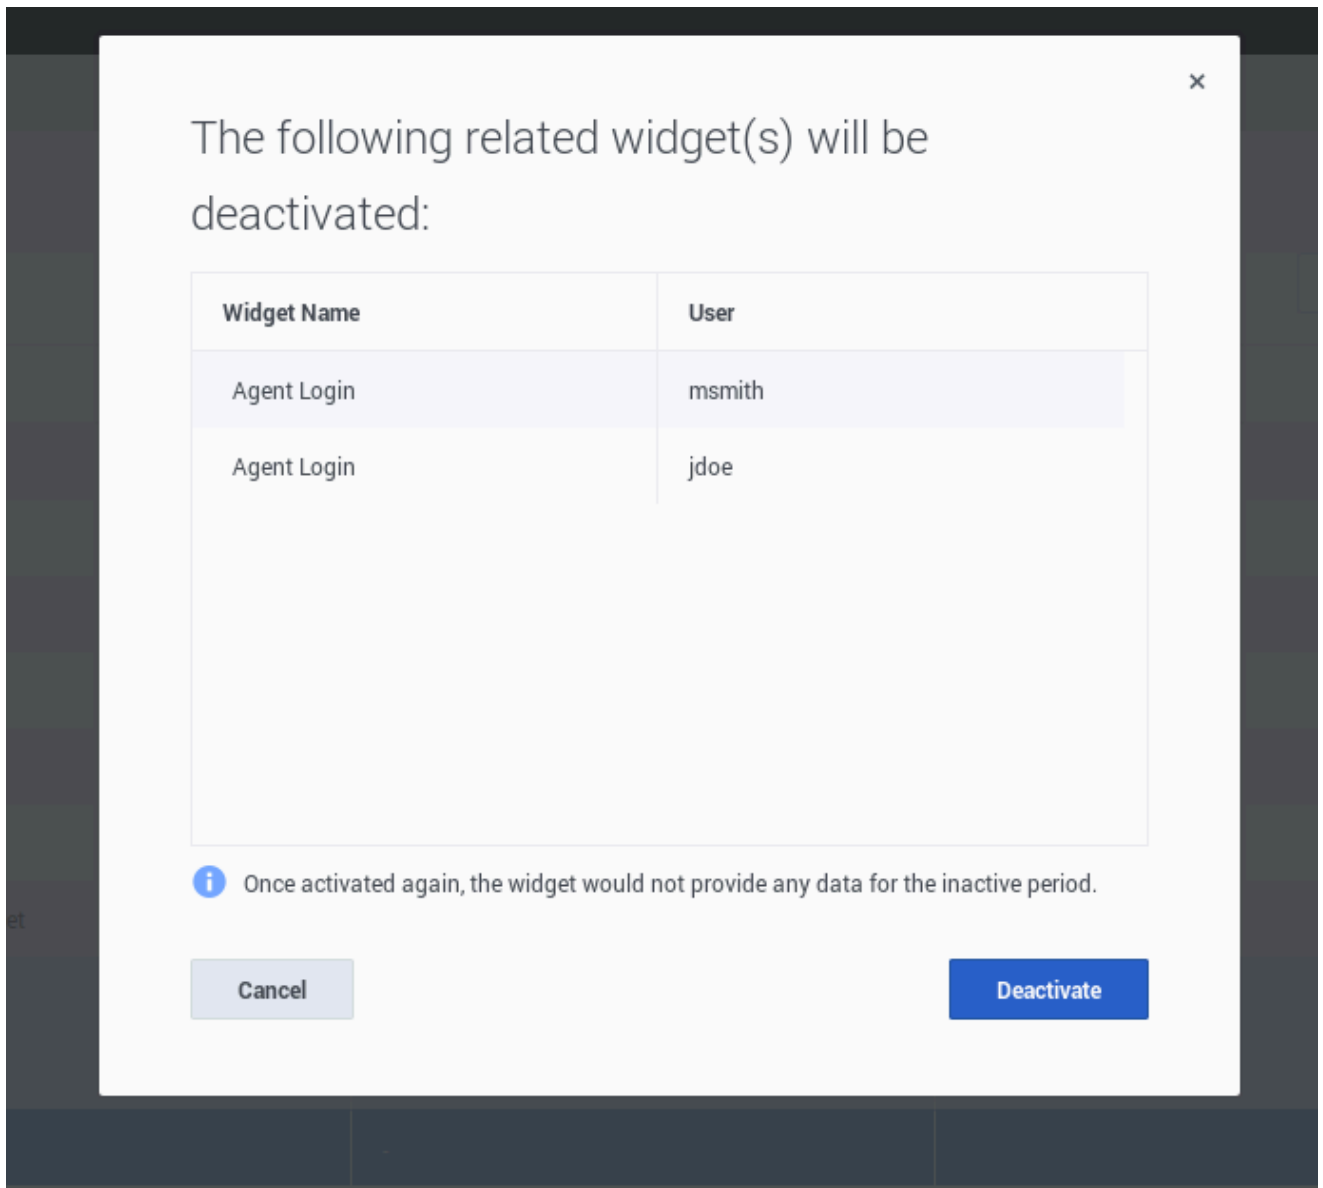 The following related widget(s) will be
deactivated:
Widget Name User
Agent Login msmith
Agent Login jdoe
Once activated again, the widget would not provide any data for the inactive period.
et
Cancel Deactivate